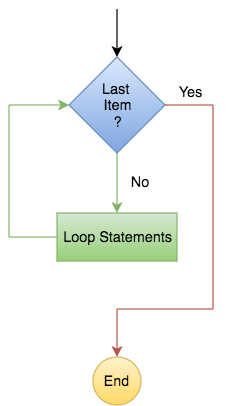 Last
Item
?
Yes
No
Loop Statements
End